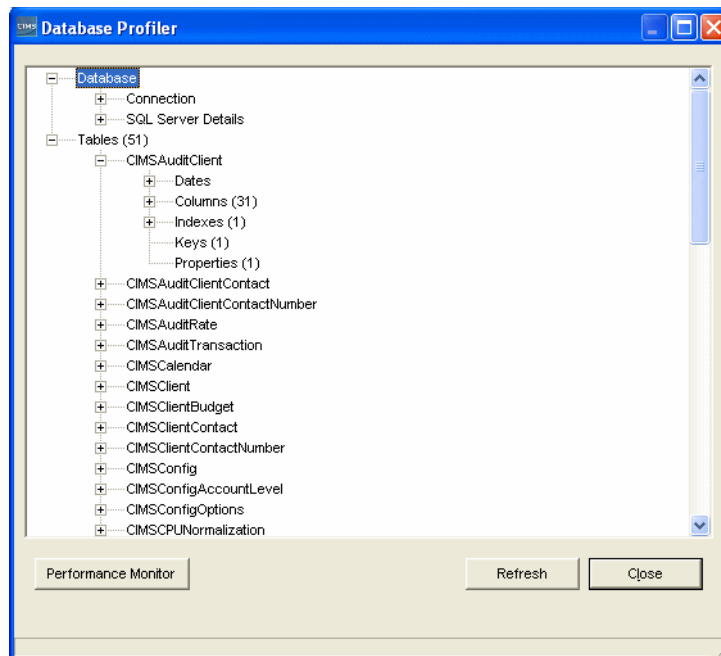 CIMS Database Profiler
Database
Connection
SQL Server Details
Tables (51)
CIMSAuditClient
Dates
Columns (31)
Indexes (1)
Keys (1)
Properties (1)
CIMSAuditClientContact
CIMSAuditClientContactNumber
CIMSAuditRate
CIMSAuditTransaction
CIMSCalendar
CIMSClient
CIMSClientBudget
CIMSClientContact
CIMSClientContactNumber
CIMSConfig
CIMSConfigAccountLevel
CIMSConfigOptions
CIMSCPUNormalization
Performance Monitor Refresh Close